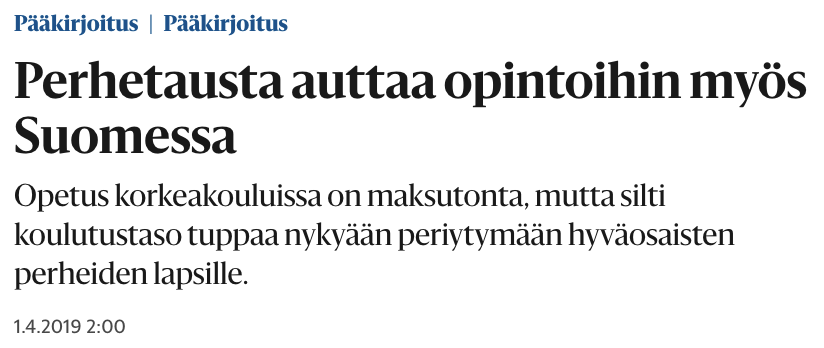 Pääkirjoitus | Pääkirjoitus
Perhetausta auttaa opintoihin myös
Suomessa
Opetus korkeakouluissa on maksutonta, mutta silti
koulutustaso tuppaa nykyään periytymään hyväosaisten
perheiden lapsille.
1.4.2019 2:00